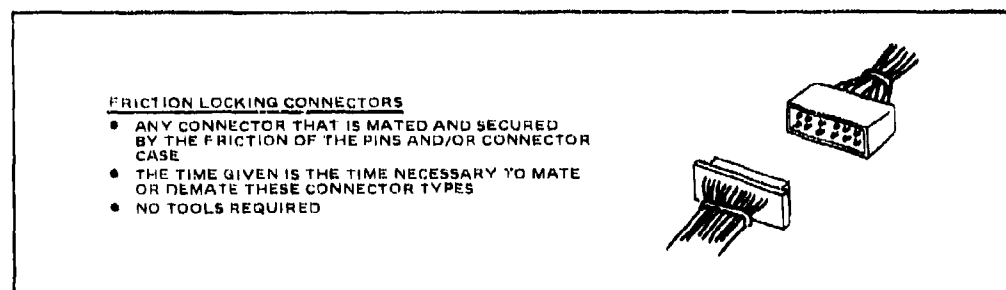 FRICTION LOCKING CONNECTORS
• ANY CONNECTOR THAT IS MATED AND SECURED
BY THE FRICTION OF THE PINS AND/OR CONNECTOR
CASE
• THE TIME GIVEN IS THE TIME NECESSARY TO MATE
OR DEMATE THESE CONNECTOR TYPES
• NO TOOLS REQUIRED